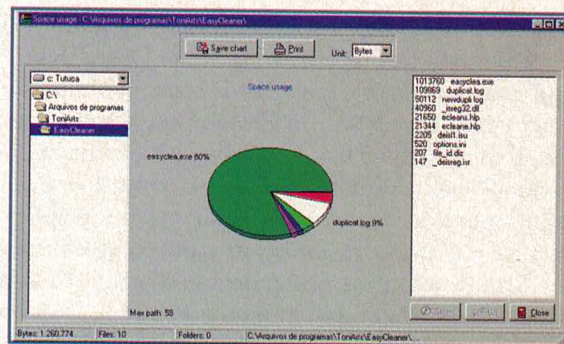 Space usage - C:\Arquivos de programas\ToniArts\EasyCleaner\
Save chart
Print
Unit: Bytes
c: Tutuca
C:\
Arquivos de programas
ToniArts
EasyCleaner
Space usage
easyclea.exe 80%
duplicat.log 9%
Max path: 59
1013760 easyclea.exe
109869 duplicat.log
50112 newdupli.log
40960 _isreg32.dll
21650 ecleans.hlp
21344 ecleane.hlp
2205 deisl1.isu
520 options.ini
207 file_id.diz
147 _deisreg.isr
Close
Bytes: 1.260.774
Files: 10
Folders: 0
C:\Arquivos de programas\ToniArts\EasyCleaner\...